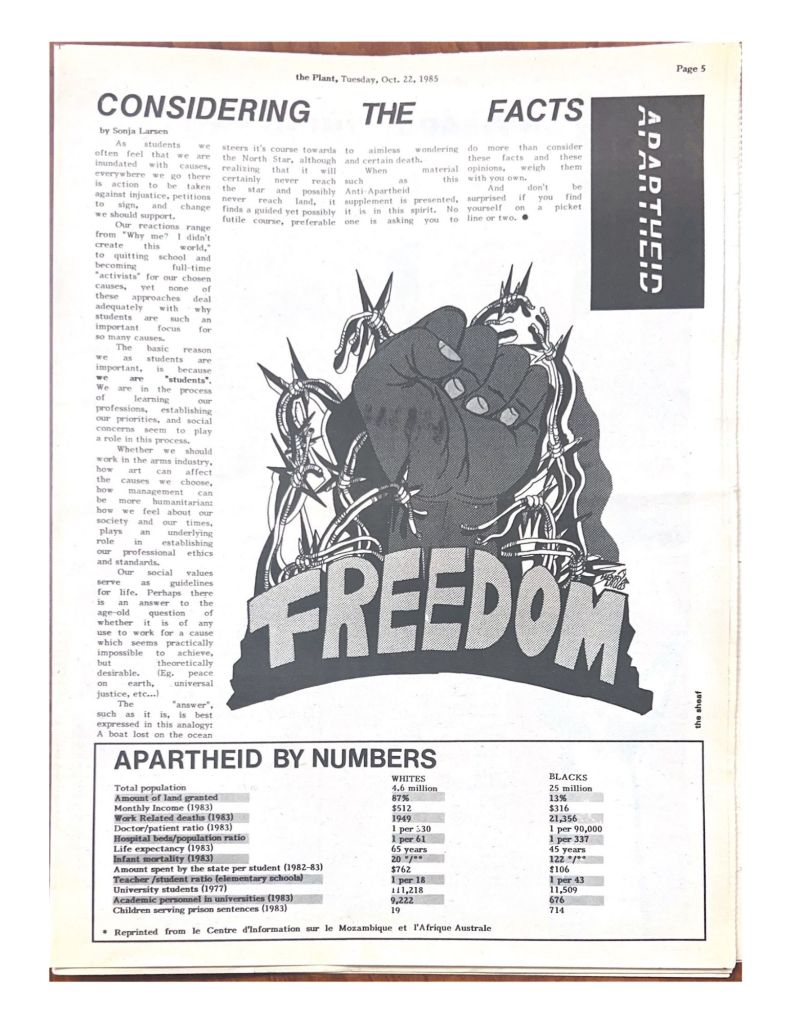 the Plant, Tuesday, Oct. 22, 1985
Page 5
CONSIDERING THE FACTS
APARTHEID
by Sonja Larsen
As students we
often feel that we are
inundated with causes,
everywhere we go there
is action to be taken
against injustice, petitions
to sign, and change
we should support.
Our reactions range
from "Why me? I didn't
create this world,"
to quitting school and
becoming full-time
"activists" for our chosen
causes, yet none of
these approaches deal
adequately with why
students are such an
important focus for
so many causes.
The basic reason
we as students are
important, is because
we are "students".
We are in the process
of learning our
professions, establishing
our priorities, and social
concerns seem to play
a role in this process.
Whether we should
work in the arms industry,
how art can affect
the causes we choose,
how management can
be more humanitarian;
how we feel about our
society and our times,
plays an underlying
role in establishing
our professional ethics
and standards.
Our social values
serve as guidelines
for life. Perhaps there
is an answer to the
age-old question of
whether it is of any
use to work for a cause
which seems practically
impossible to achieve,
but theoretically
desirable. (Eg. peace
on earth, universal
justice, etc...)
The "answer",
such as it is, is best
expressed in this analogy:
A boat lost on the ocean
steers it's course towards
the North Star, although
realizing that it will
certainly never reach
the star and possibly
never reach land, it
finds a guided yet possibly
futile course, preferable
to aimless wondering
and certain death.
When material
such as this
Anti-Apartheid
supplement is presented,
it is in this spirit. No
one is asking you to
do more than consider
these facts and these
opinions, weigh them
with you own.
And don't be
surprised if you find
yourself on a picket
line or two. ●
FREEDOM
the sheaf
APARTHEID BY NUMBERS
WHITES BLACKS
Total population 4.6 million 25 million
Amount of land granted 87% 13%
Monthly Income (1983) $512 $316
Work Related deaths (1983) 1949 21,356
Doctor/patient ratio (1983) 1 per 1 per 90,000
Hospital beds/population ratio 1 per 61 1 per 337
Life expectancy (1983) 65 years 45 years
Infant mortality (1983) 20 °/°° 122 °/°°
Amount spent by the state per student (1982-83) $762 $106
Teacher/student ratio (elementary schools) 1 per 18 1 per 43
University students (1977) 111,218 11,509
Academic personnel in universities (1983) 9,222 676
Children serving prison sentences (1983) 19 714
* Reprinted from le Centre d'Information sur le Mozambique et l'Afrique Australe